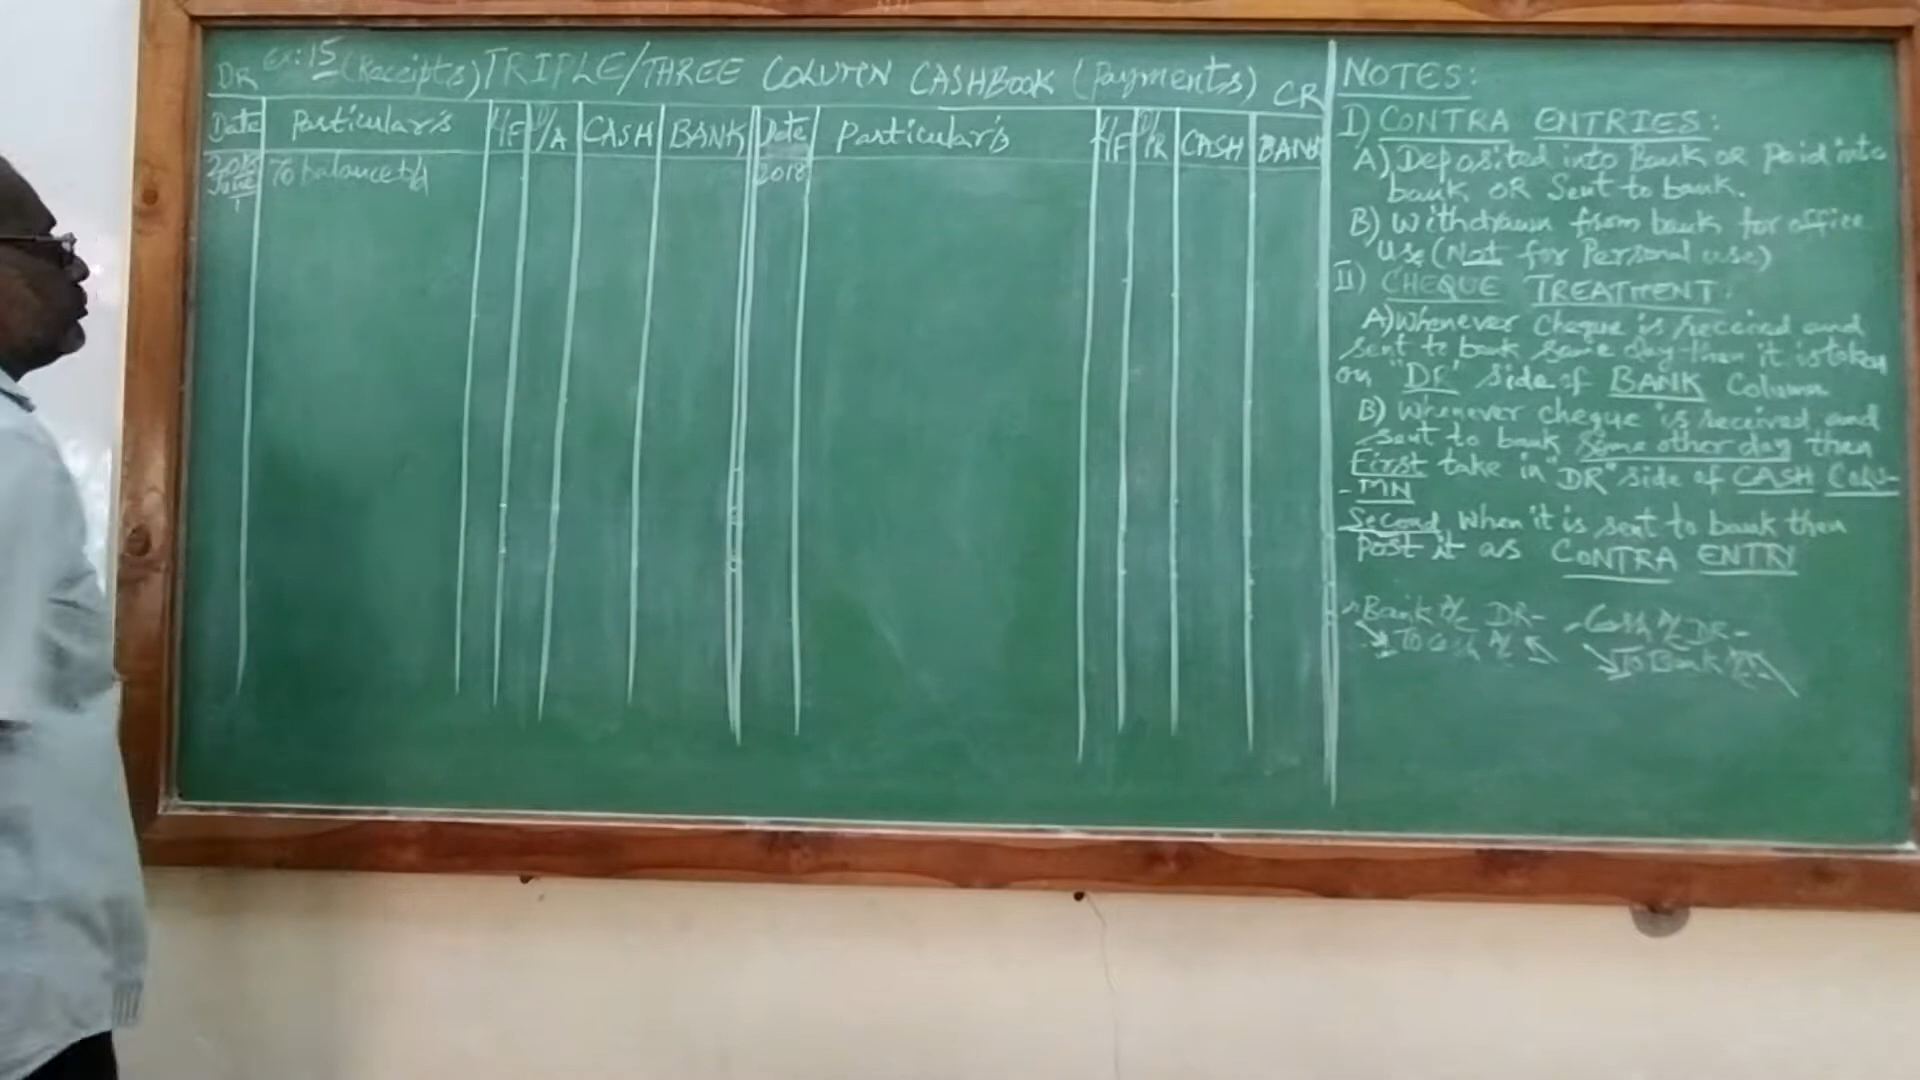 DR Ex:15 (Receipts) TRIPLE/THREE COLUMN CASHBOOK (Payments) CR
Date Particular's L/F D/A CASH BANK Date Particular's L/F D/R CASH BANK
2018 To balance b/d 2018
June
1
NOTES:
I) CONTRA ENTRIES:
A) Deposited into Bank OR Paid into
bank OR Sent to bank.
B) Withdrawn from bank for office
Use (Not for Personal use)
II) CHEQUE TREATMENT:
A) Whenever cheque is received and
sent to bank same day then it is taken
on "DR" side of BANK Column
B) Whenever cheque is received and
sent to bank some other day then
First take in "DR" side of CASH COLU-
-MN
Second When it is sent to bank then
Post it as CONTRA ENTRY
Bank A/c DR- - Cash A/c DR-
To Cash A/c To Bank A/c